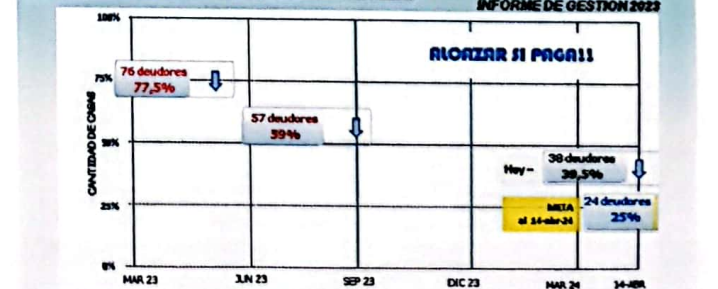 INFORME DE GESTION 2023
100%
ALCAZAR SI PAGA!!
76 deudores
77,5%
75%
57 deudores
59%
50%
CANTIDAD DE CASAS
Hoy -
38 deudores
39,5%
META
al 14-abr-24
24 deudores
25%
25%
0%
MAR 23
JUN 23
SEP 23
DIC 23
MAR 24
14-ABR